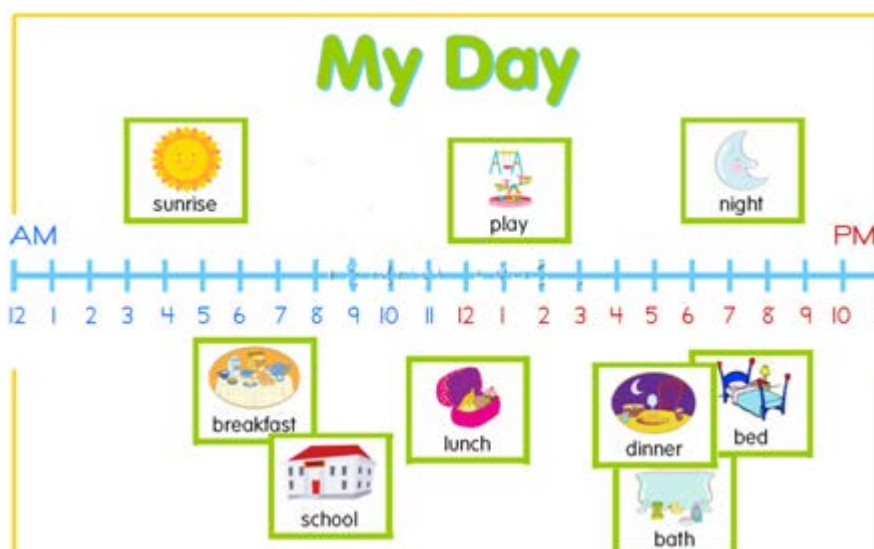 My Day
sunrise
play
night
AM
PM
12 1 2 3 4 5 6 7 8 9 10 11 12 1 2 3 4 5 6 7 8 9 10
breakfast
lunch
dinner
bed
school
bath